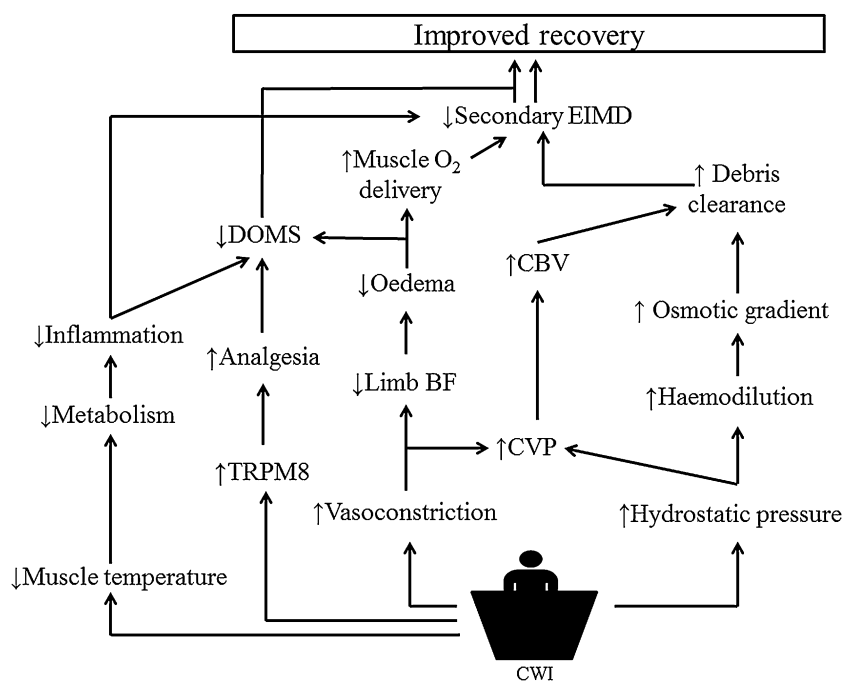 Improved recovery
↓Secondary EIMD
↑Muscle O₂
delivery
↑ Debris
clearance
↓DOMS
↑CBV
↓Oedema
↑ Osmotic gradient
↓Inflammation
↑Analgesia
↓Limb BF
↑Haemodilution
↓Metabolism
↑CVP
↑TRPM8
↑Vasoconstriction
↑Hydrostatic pressure
↓Muscle temperature
CWI